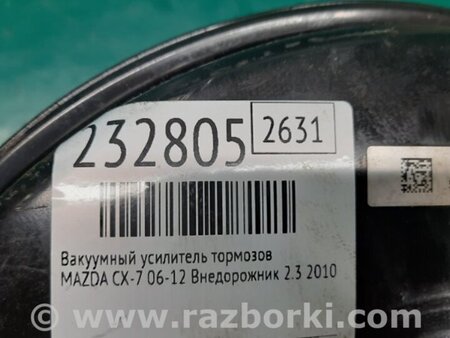 232805 2631
Вакуумный усилитель тормозов
MAZDA CX-7 06-12 Внедорожник 2.3 2010
www.razborki.com